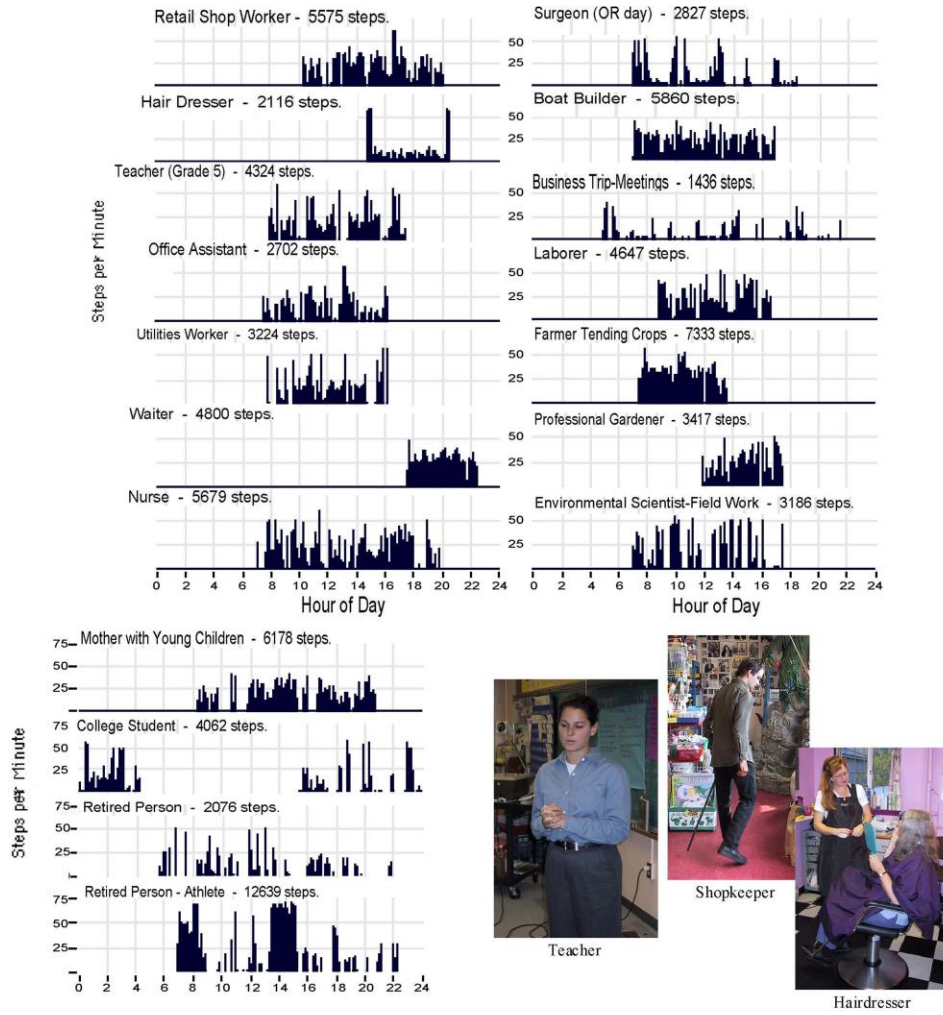 Retail Shop Worker - 5575 steps.
Hair Dresser - 2116 steps.
Teacher (Grade 5) - 4324 steps.
Office Assistant - 2702 steps.
Utilities Worker - 3224 steps.
Waiter - 4800 steps.
Nurse - 5679 steps.
Steps per Minute
0 2 4 6 8 10 12 14 16 18 20 22 24
Hour of Day
Surgeon (OR day) - 2827 steps.
50
25
Boat Builder - 5860 steps.
50
25
Business Trip-Meetings - 1436 steps.
50
25
Laborer - 4647 steps.
50
25
Farmer Tending Crops - 7333 steps.
50
25
Professional Gardener - 3417 steps.
50
25
Environmental Scientist-Field Work - 3186 steps.
50
25
0 2 4 6 8 10 12 14 16 18 20 22 24
Hour of Day
Mother with Young Children - 6178 steps.
75
50
25
College Student - 4062 steps.
75
50
25
Retired Person - 2076 steps.
75
50
25
Retired Person - Athlete - 12639 steps.
75
50
25
Steps per Minute
0 2 4 6 8 10 12 14 16 18 20 22 24
Teacher
Shopkeeper
Hairdresser